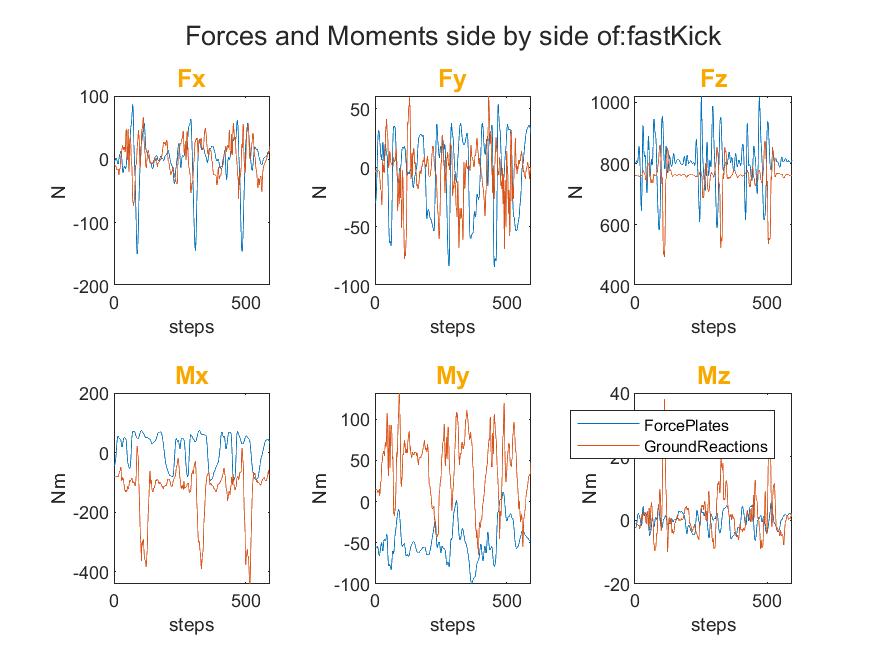 Forces and Moments side by side of:fastKick
Fx
Fy
Fz
100
0
-100
-200
N
0
500
steps
50
0
-50
-100
N
0
500
steps
1000
800
600
400
N
0
500
steps
Mx
My
Mz
200
0
-200
-400
Nm
0
500
steps
100
50
0
-50
-100
Nm
0
500
steps
40
20
0
-20
Nm
0
500
steps
ForcePlates
GroundReactions